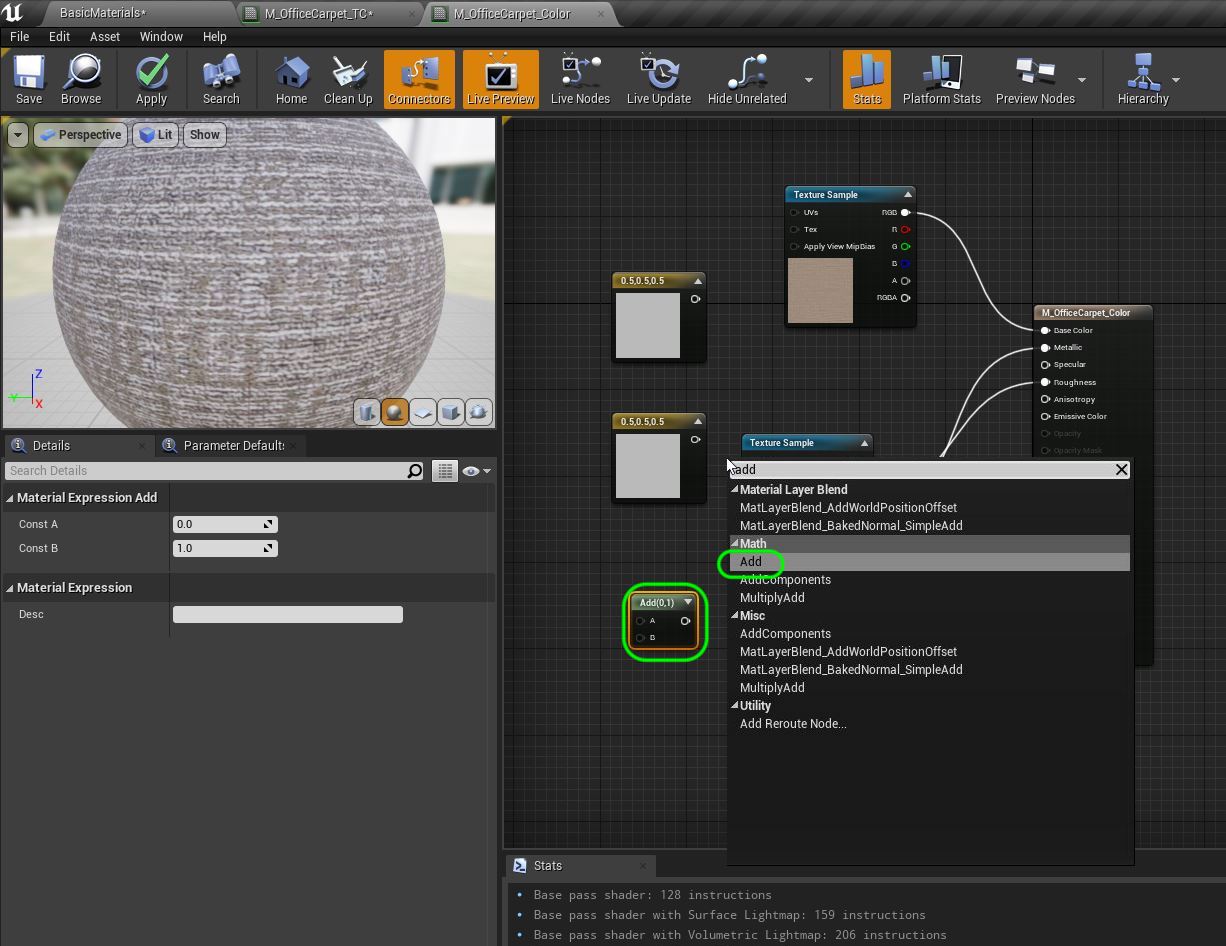 BasicMaterials*
M_OfficeCarpet_TC*
M_OfficeCarpet_Color
File Edit Asset Window Help
Save Browse Apply Search Home Clean Up Connectors Live Preview Live Nodes Live Update Hide Unrelated Stats Platform Stats Preview Nodes Hierarchy
Perspective Lit Show
Z
Y
X
Details
Parameter Defaults
Search Details
Material Expression Add
Const A 0.0
Const B 1.0
Material Expression
Desc
Texture Sample
UVs RGB
Tex R
Apply View MipBias G
B
A
RGBA
0.5,0.5,0.5
0.5,0.5,0.5
Texture Sample
M_OfficeCarpet_Color
Base Color
Metallic
Specular
Roughness
Anisotropy
Emissive Color
Opacity
Opacity Mask
Add(0,1)
A
B
add
Material Layer Blend
MatLayerBlend_AddWorldPositionOffset
MatLayerBlend_BakedNormal_SimpleAdd
Math
Add
AddComponents
MultiplyAdd
Misc
AddComponents
MatLayerBlend_AddWorldPositionOffset
MatLayerBlend_BakedNormal_SimpleAdd
MultiplyAdd
Utility
Add Reroute Node...
Stats
• Base pass shader: 128 instructions
• Base pass shader with Surface Lightmap: 159 instructions
• Base pass shader with Volumetric Lightmap: 206 instructions